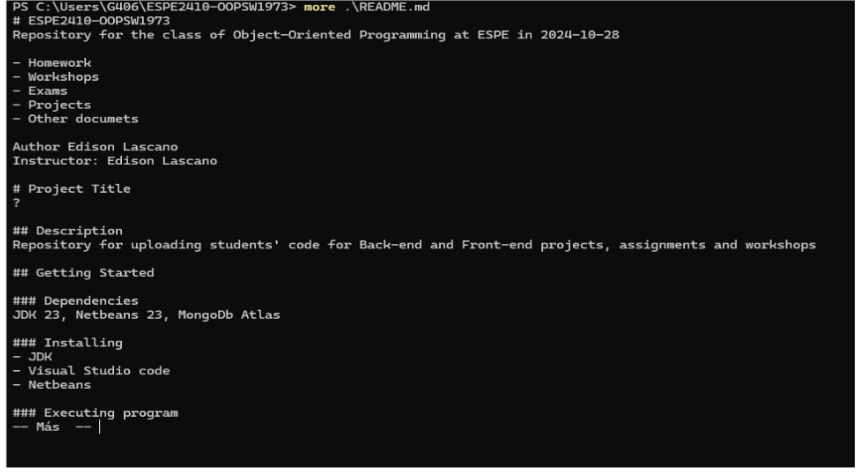 PS C:\Users\G406\ESPE2410-OOPSW1973> more .\README.md
# ESPE2410-OOPSW1973
Repository for the class of Object-Oriented Programming at ESPE in 2024-10-28
- Homework
- Workshops
- Exams
- Projects
- Other documets
Author Edison Lascano
Instructor: Edison Lascano
# Project Title
?
## Description
Repository for uploading students' code for Back-end and Front-end projects, assignments and workshops
## Getting Started
### Dependencies
JDK 23, Netbeans 23, MongoDb Atlas
### Installing
- JDK
- Visual Studio code
- Netbeans
### Executing program
-- Más  --